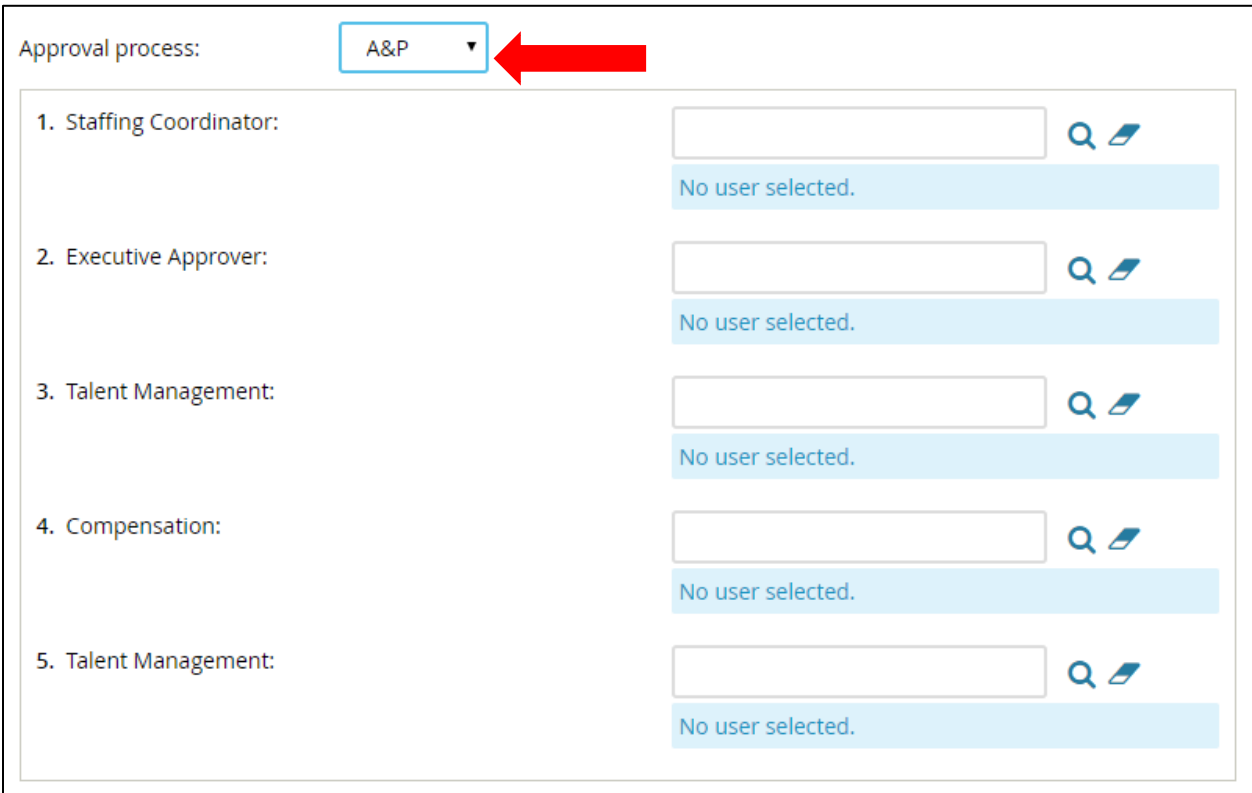 Approval process: A&P
1. Staffing Coordinator:
No user selected.
2. Executive Approver:
No user selected.
3. Talent Management:
No user selected.
4. Compensation:
No user selected.
5. Talent Management:
No user selected.